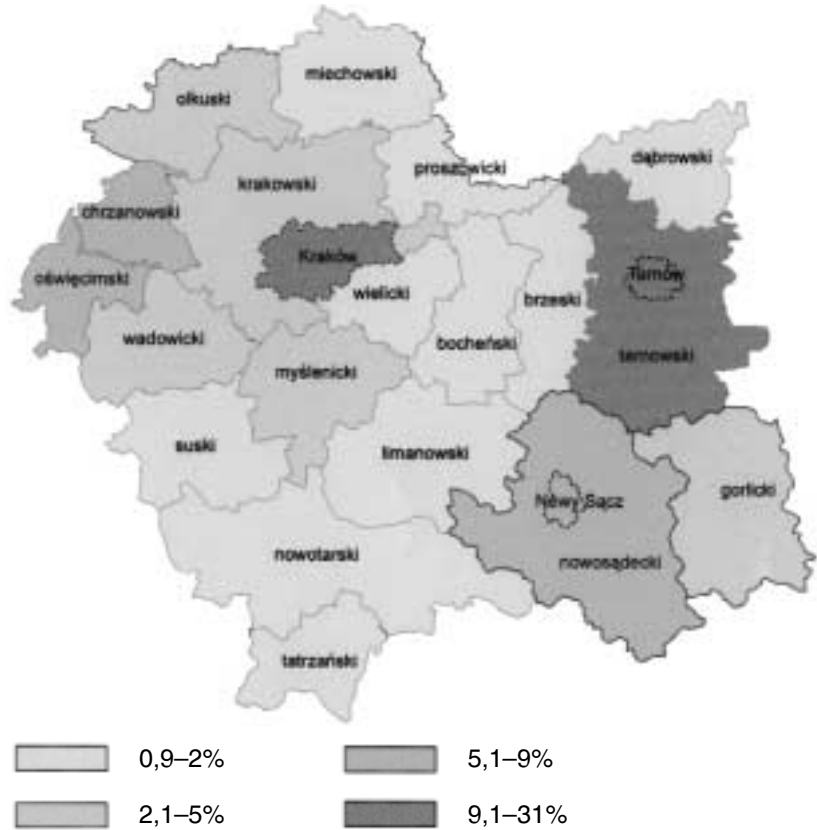 miechowski
olkuski
proszowicki
dąbrowski
krakowski
chrzanowski
Kraków
oświęcimski
Tarnów
wielicki
brzeski
wadowicki
bocheński
tarnowski
myślenicki
suski
limanowski
gorlicki
Nowy Sącz
nowotarski
nowosądecki
tatrzański
0,9–2%
5,1–9%
2,1–5%
9,1–31%